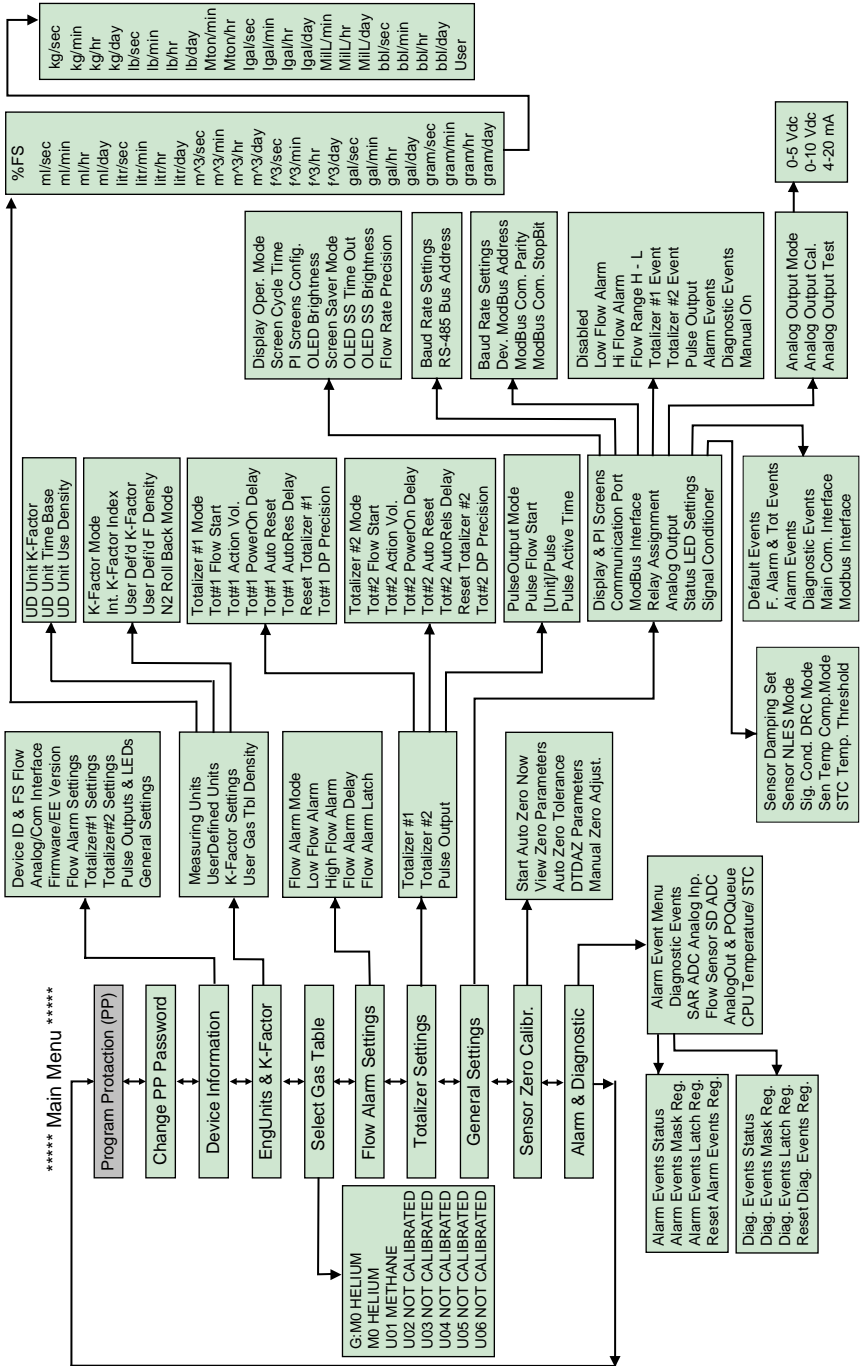 ***** Main Menu *****
Program Protaction (PP)
Change PP Password
Device Information
EngUnits & K-Factor
Select Gas Table
Flow Alarm Settings
Totalizer Settings
General Settings
Sensor Zero Calibr.
Alarm & Diagnostic
Device ID & FS Flow
Analog/Com Interface
Firmware/EE Version
Flow Alarm Settings
Totalizer#1 Settings
Totalizer#2 Settings
Pulse Outputs & LEDs
General Settings
Measuring Units
UserDefined Units
K-Factor Settings
User Gas Tbl Density
G:M0 HELIUM
M0 HELIUM
U01 METHANE
U02 NOT CALIBRATED
U03 NOT CALIBRATED
U04 NOT CALIBRATED
U05 NOT CALIBRATED
U06 NOT CALIBRATED
Flow Alarm Mode
Low Flow Alarm
High Flow Alarm
Flow Alarm Delay
Flow Alarm Latch
Totalizer #1
Totalizer #2
Pulse Output
Start Auto Zero Now
View Zero Parameters
Auto Zero Tolerance
DTDAZ Parameters
Manual Zero Adjust.
Alarm Event Menu
Diagnostic Events
SAR ADC Analog Inp.
Flow Sensor SD ADC
AnalogOut & POQueue
CPU Temperature/ STC
Alarm Events Status
Alarm Events Mask Reg.
Alarm Events Latch Reg.
Reset Alarm Events Reg.
Diag. Events Status
Diag. Events Mask Reg.
Diag. Events Latch Reg.
Reset Diag. Events Reg.
UD Unit K-Factor
UD Unit Time Base
UD Unit Use Density
K-Factor Mode
Int. K-Factor Index
User Def'd K-Factor
User Defi'd F Density
N2 Roll Back Mode
Totalizer #1 Mode
Tot#1 Flow Start
Tot#1 Action Vol.
Tot#1 PowerOn Delay
Tot#1 Auto Reset
Tot#1 AutoRes Delay
Reset Totalizer #1
Tot#1 DP Precision
Totalizer #2 Mode
Tot#2 Flow Start
Tot#2 Action Vol.
Tot#2 PowerOn Delay
Tot#2 Auto Reset
Tot#2 AutoRels Delay
Reset Totalizer #2
Tot#2 DP Precision
PulseOutput Mode
Pulse Flow Start
[Unit]/Pulse
Pulse Active Time
Display & PI Screens
Communication Port
ModBus Interface
Relay Assignment
Analog Output
Status LED Settings
Signal Conditioner
Display Oper. Mode
Screen Cycle Time
PI Screens Config.
OLED Brightness
Screen Saver Mode
OLED SS Time Out
OLED SS Brightness
Flow Rate Precision
Baud Rate Settings
RS-485 Bus Address
Baud Rate Settings
Dev. ModBus Address
ModBus Com. Parity
ModBus Com. StopBit
Disabled
Low Flow Alarm
Hi Flow Alarm
Flow Range H - L
Totalizer #1 Event
Totalizer #2 Event
Pulse Output
Alarm Events
Diagnostic Events
Manual On
Analog Output Mode
Analog Output Cal.
Analog Output Test
0-5 Vdc
0-10 Vdc
4-20 mA
Default Events
F. Alarm & Tot Events
Alarm Events
Diagnostic Events
Main Com. Interface
Modbus Interface
Sensor Damping Set
Sensor NLES Mode
Sig. Cond. DRC Mode
Sen Temp Comp.Mode
STC Temp. Threshold
%FS
ml/sec
ml/min
ml/hr
ml/day
litr/sec
litr/min
litr/hr
litr/day
m^3/sec
m^3/min
m^3/hr
m^3/day
f^3/sec
f^3/min
f^3/hr
f^3/day
gal/sec
gal/min
gal/hr
gal/day
gram/sec
gram/min
gram/hr
gram/day
kg/sec
kg/min
kg/hr
kg/day
lb/sec
lb/min
lb/hr
lb/day
Mton/min
Mton/hr
Igal/sec
Igal/min
Igal/hr
Igal/day
MilL/min
MilL/hr
MilL/day
bbl/sec
bbl/min
bbl/hr
bbl/day
User